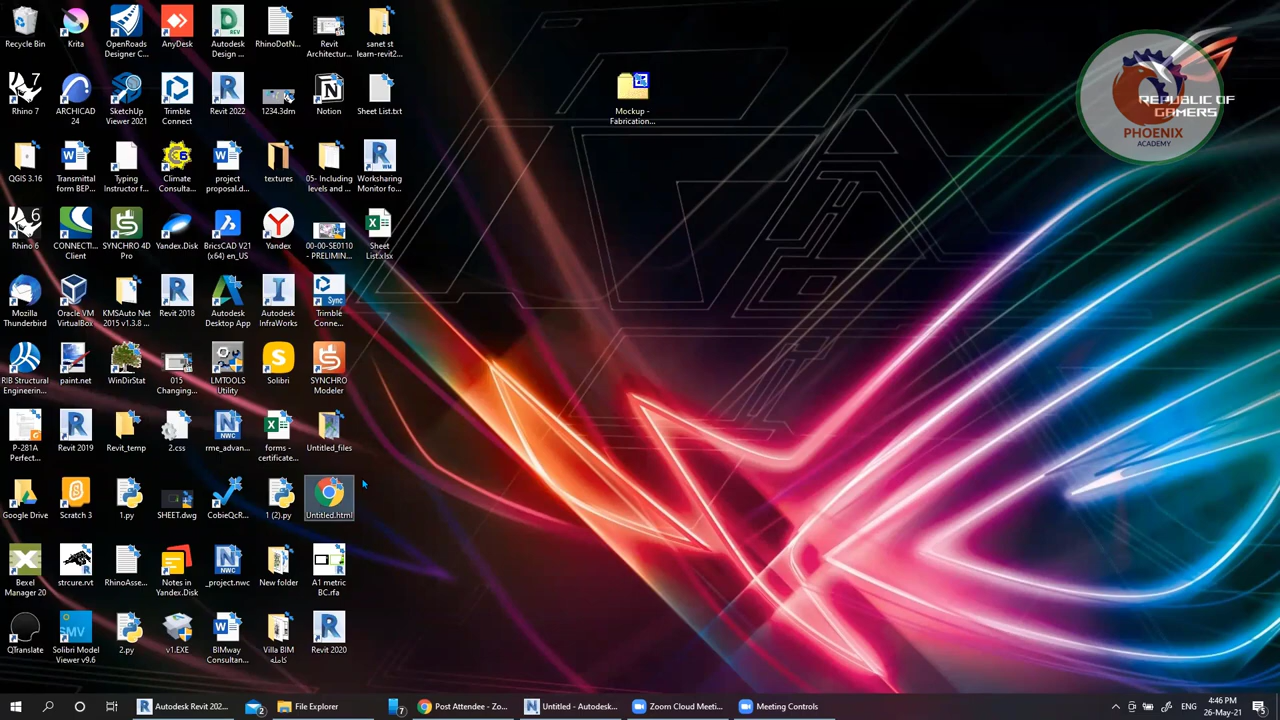 Recycle Bin
Krita
OpenRoads
Designer C...
AnyDesk
Autodesk
Design ...
RhinoDotN...
Revit
Architectur...
sanet st
learn-revit2...
Rhino 7
ARCHICAD
24
SketchUp
Viewer 2021
Trimble
Connect
Revit 2022
1234.3dm
Notion
Sheet List.txt
Mockup -
Fabrication...
REPUBLIC OF
GAMERS
PHOENIX
ACADEMY
QGIS 3.16
Transmittal
form BEP...
Typing
Instructor f...
Climate
Consulta...
project
proposal.d...
textures
05- Including
levels and ...
Worksharing
Monitor fo...
Rhino 6
CONNECTI...
Client
SYNCHRO 4D
Pro
Yandex.Disk
BricsCAD V21
(x64) en_US
Yandex
00-00-SE0110
- PRELIMIN...
Sheet
List.xlsx
Mozilla
Thunderbird
Oracle VM
VirtualBox
KMSAuto Net
2015 v1.3.8 ...
Revit 2018
Autodesk
Desktop App
Autodesk
InfraWorks
Sync
Trimble
Conne...
RIB Structural
Engineerin...
paint.net
WinDirStat
015
Changing...
LMTOOLS
Utility
Solibri
SYNCHRO
Modeler
P-281A
Perfect...
Revit 2019
Revit_temp
2.css
NWC
rme_advan...
forms -
certificate...
Untitled_files
Google Drive
Scratch 3
1.py
SHEET.dwg
CobieQcR...
1 (2).py
Untitled.html
Bexel
Manager 20
strcure.rvt
RhinoAsse...
Notes in
Yandex.Disk
NWC
_project.nwc
New folder
A1 metric
BC.rfa
QTranslate
SMV
Solibri Model
Viewer v9.6
2.py
v1.EXE
BIMway
Consultan...
Villa BIM
كامله
Revit 2020
Autodesk Revit 202...
2
File Explorer
7
Post Attendee - Zo...
Untitled - Autodesk...
Zoom Cloud Meeti...
Meeting Controls
ENG
4:46 PM
26-May-21
3